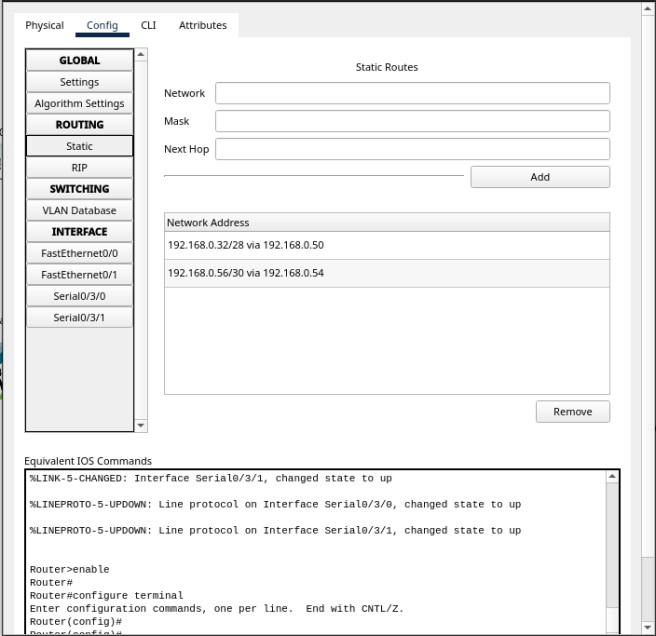 Physical Config CLI Attributes
GLOBAL
Settings
Algorithm Settings
ROUTING
Static
RIP
SWITCHING
VLAN Database
INTERFACE
FastEthernet0/0
FastEthernet0/1
Serial0/3/0
Serial0/3/1
Static Routes
Network
Mask
Next Hop
Add
Network Address
192.168.0.32/28 via 192.168.0.50
192.168.0.56/30 via 192.168.0.54
Remove
Equivalent IOS Commands
%LINK-5-CHANGED: Interface Serial0/3/1, changed state to up
%LINEPROTO-5-UPDOWN: Line protocol on Interface Serial0/3/0, changed state to up
%LINEPROTO-5-UPDOWN: Line protocol on Interface Serial0/3/1, changed state to up
Router>enable
Router#
Router#configure terminal
Enter configuration commands, one per line.  End with CNTL/Z.
Router(config)#
Router(config)#